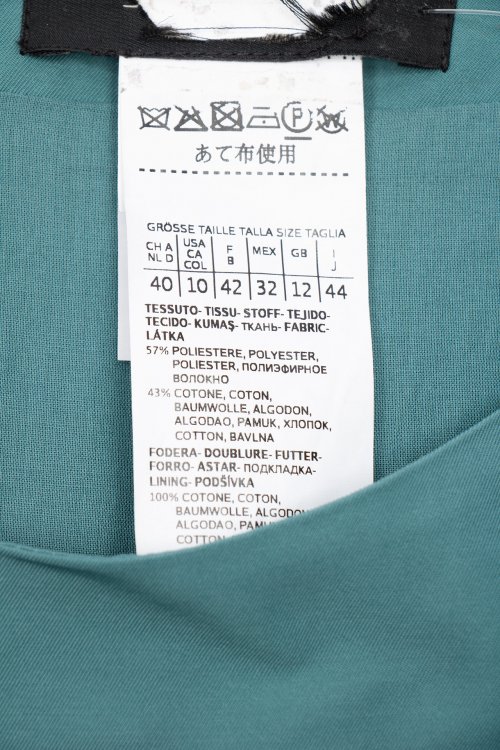 P W
あて布使用
GRÖSSE TAILLE TALLA SIZE TAGLIA
CH A NL D USA CA COL F B MEX GB I J
40 10 42 32 12 44
TESSUTO- TISSU- STOFF- TEJIDO-
TECIDO- KUMAŞ- ТКАНЬ- FABRIC-
LÁTKA
57% POLIESTERE, POLYESTER,
POLIESTER, ПОЛИЭФИРНОЕ
ВОЛОКНО
43% COTONE, COTON,
BAUMWOLLE, ALGODON,
ALGODAO, PAMUK, ХЛОПОК,
COTTON, BAVLNA
FODERA- DOUBLURE- FUTTER-
FORRO- ASTAR- ПОДКЛАДКА-
LINING- PODŠÍVKA
100% COTONE, COTON,
BAUMWOLLE, ALGODON,
ALGODAO, PAMUK,
COTTON